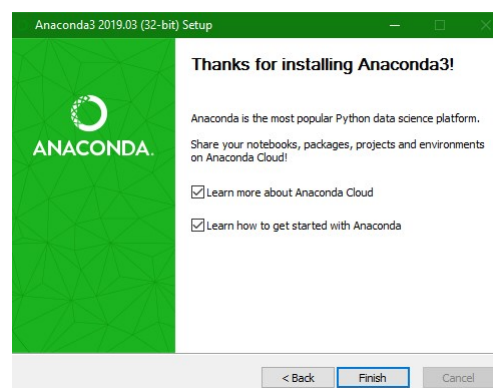 Anaconda3 2019.03 (32-bit) Setup
Thanks for installing Anaconda3!
ANACONDA.
Anaconda is the most popular Python data science platform.
Share your notebooks, packages, projects and environments
on Anaconda Cloud!
Learn more about Anaconda Cloud
Learn how to get started with Anaconda
< Back
Finish
Cancel